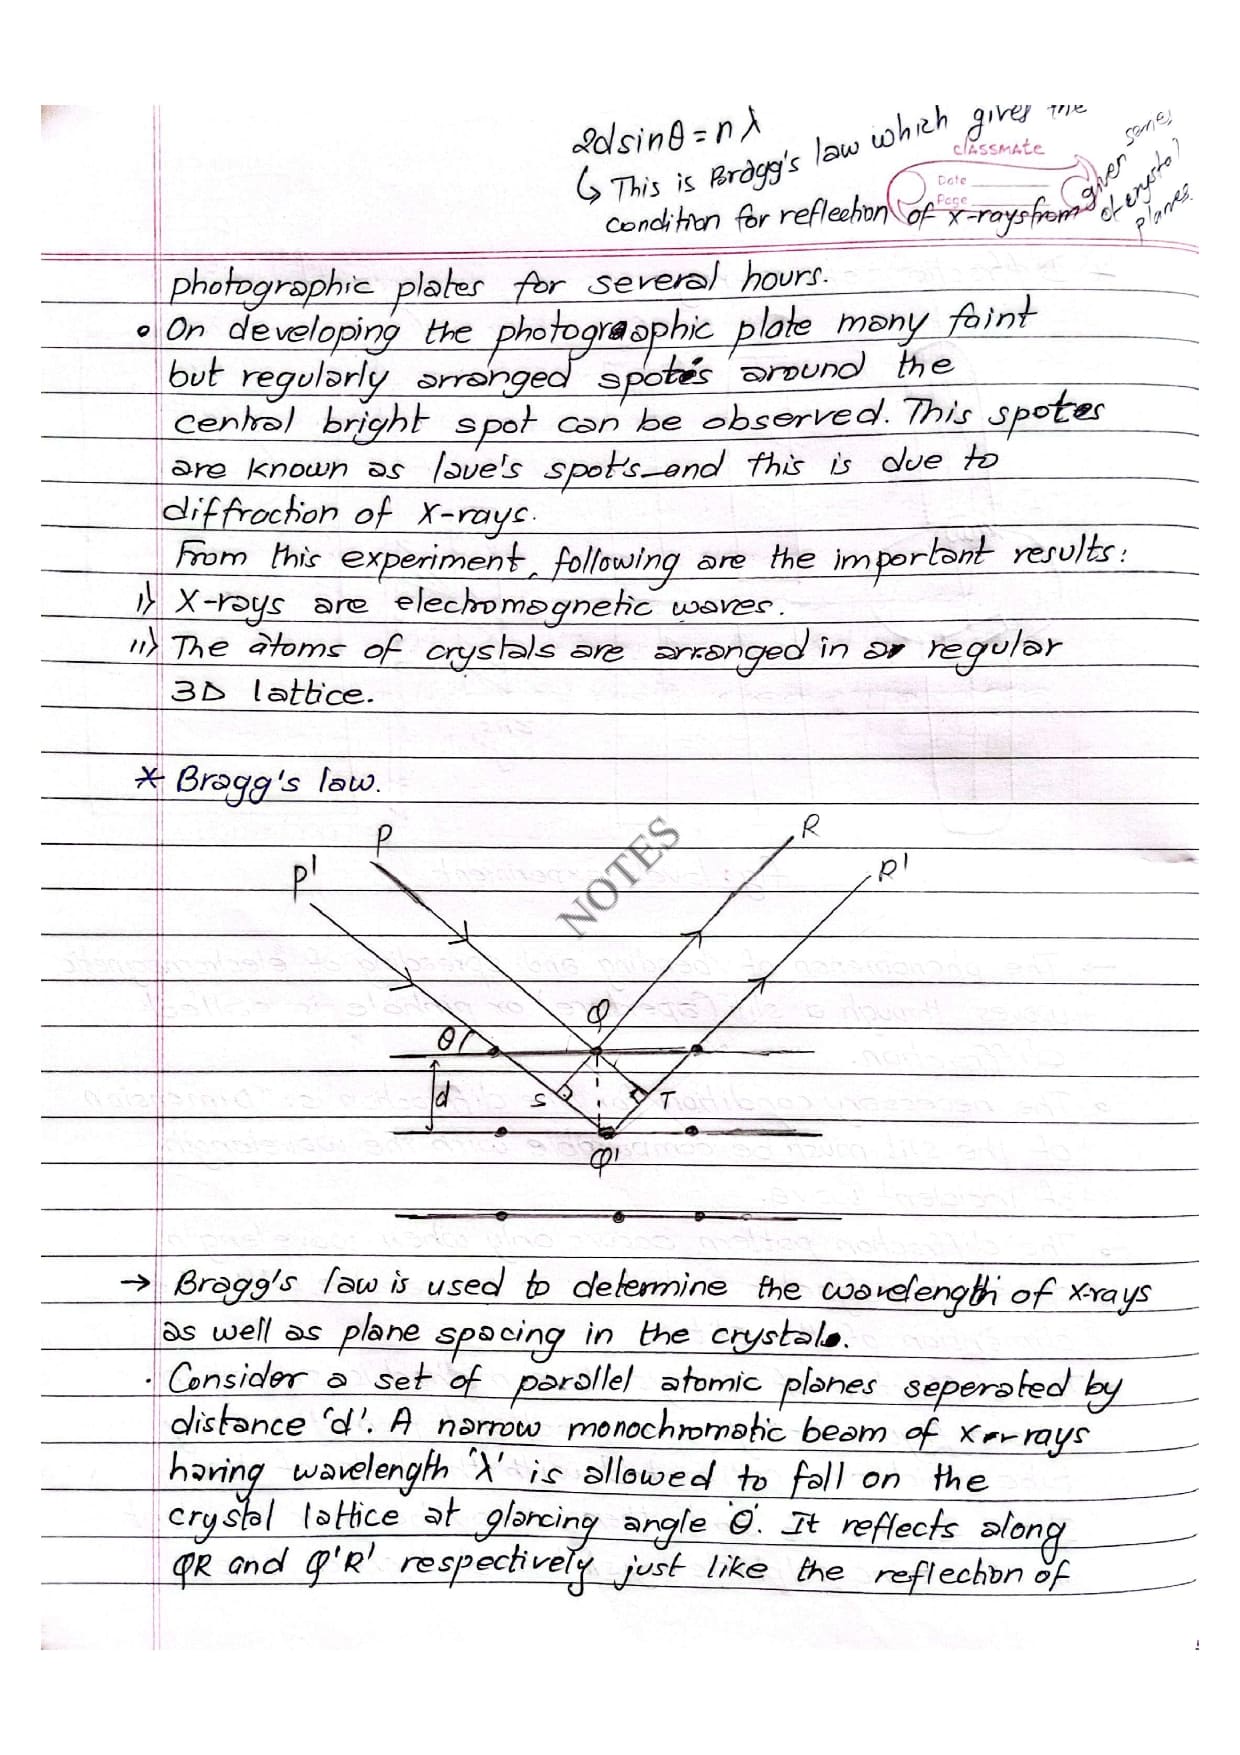 2dsinθ = nλ
↳ This is Bragg's law which gives the
condition for reflection of x-rays from given
of crystal
planes.
classmate
Date
Page
photographic plates for several hours.
• On developing the photographic plate many faint
but regularly arranged spots around the
central bright spot can be observed. This spotes
are known as laue's spots and this is due to
diffraction of X-rays.
From this experiment, following are the important results:
i) X-rays are electromagnetic waves.
ii) The atoms of crystals are arranged in a regular
3D lattice.
* Bragg's law.
P
R
P'
R'
NOTES
Q
θ
d
S
T
Q'
→ Bragg's law is used to determine the wavelength of x-rays
as well as plane spacing in the crystal.
. Consider a set of parallel atomic planes seperated by
distance 'd'. A narrow monochromatic beam of x-rays
having wavelength 'λ' is allowed to fall on the
crystal lattice at glancing angle 'θ'. It reflects along
QR and Q'R' respectively just like the reflection of